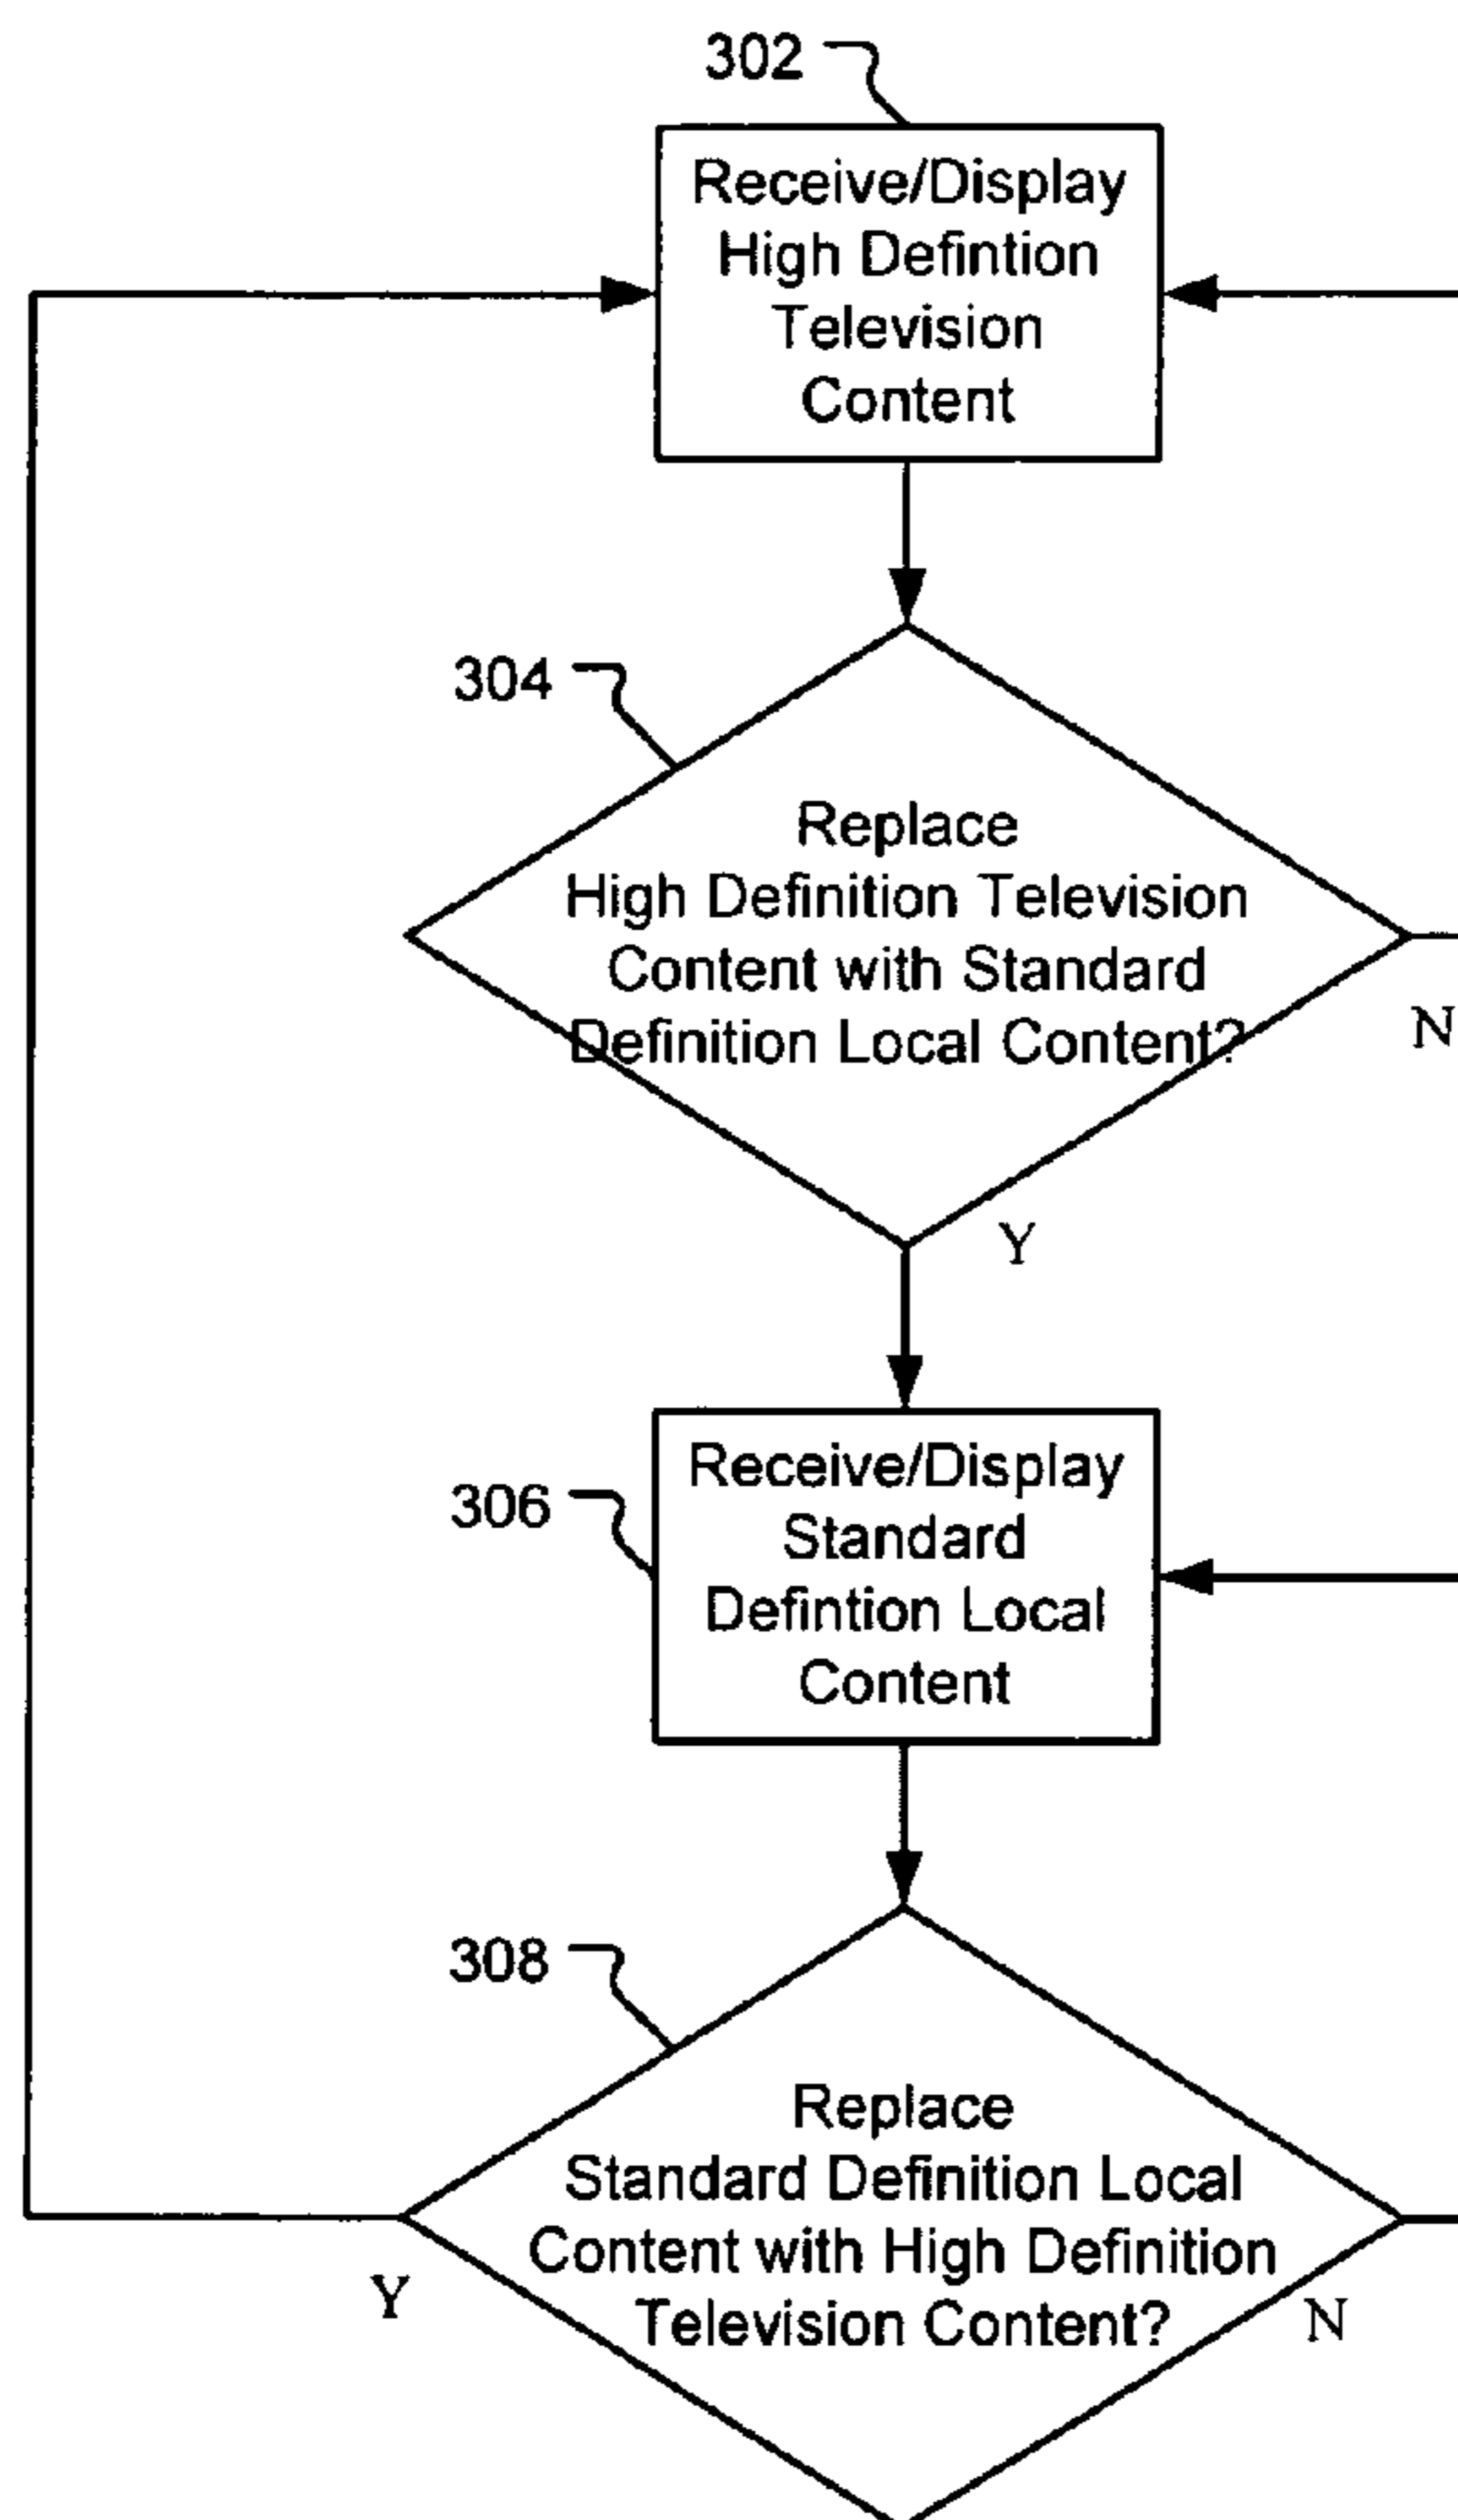 302
Receive/Display
High Defintion
Television
Content
304
Replace
High Definition Television
Content with Standard
Definition Local Content?
N
Y
306
Receive/Display
Standard
Defintion Local
Content
308
Replace
Standard Definition Local
Content with High Definition
Television Content?
Y
N